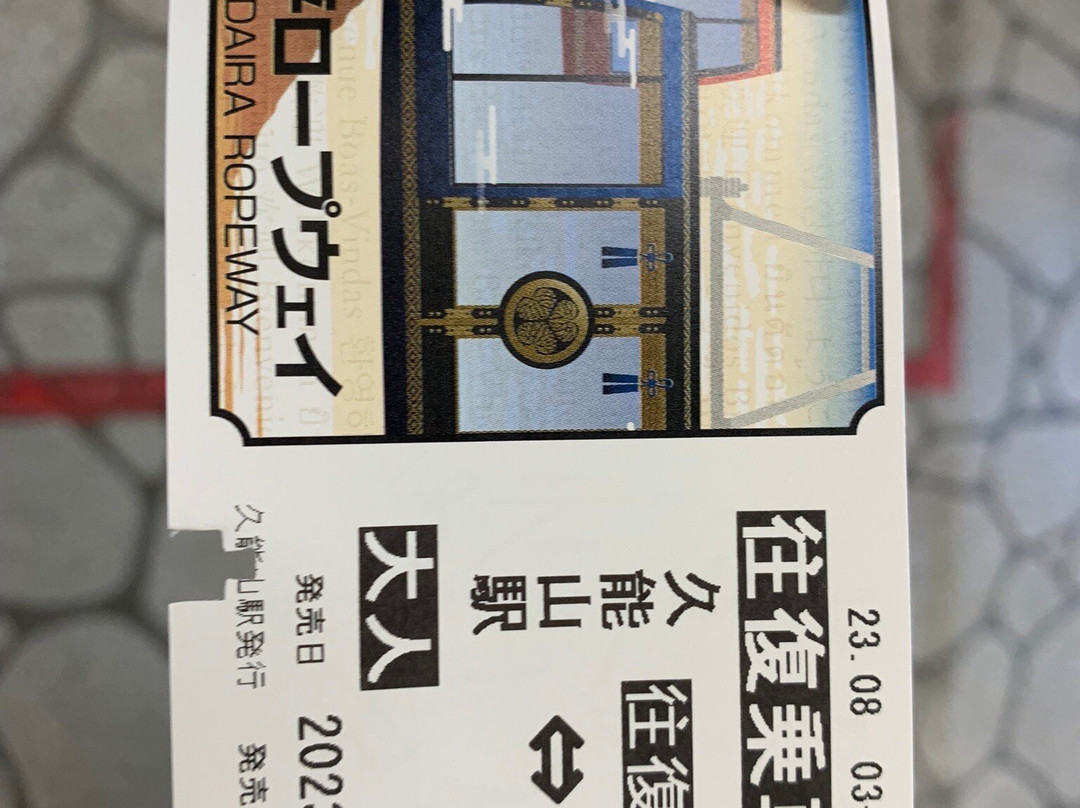 ロープウェイ
DAIRA ROPEWAY
23.08 03-
往復乗
久能山駅
往復
⇔
大人
発売日 2023
久能山駅発行 発売